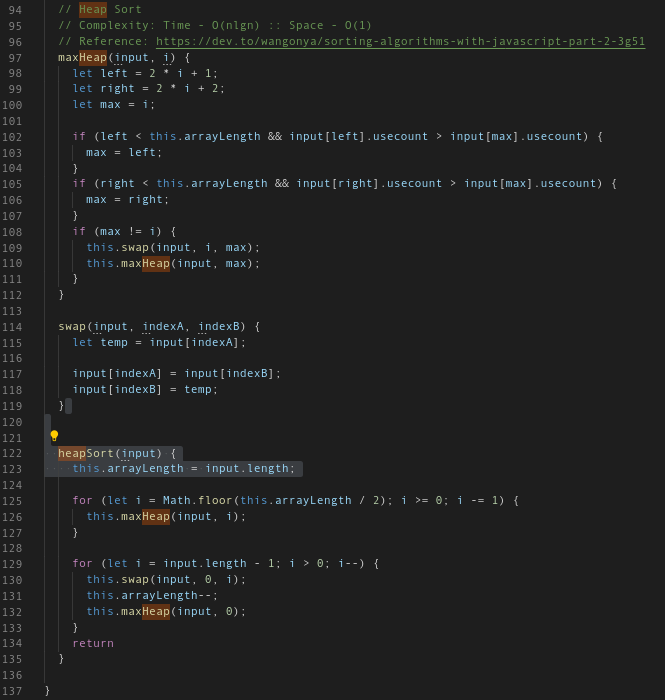 94 // Heap Sort
95 // Complexity: Time - O(nlgn) :: Space - O(1)
96 // Reference: https://dev.to/wangonya/sorting-algorithms-with-javascript-part-2-3g51
97 maxHeap(input, i) {
98 let left = 2 * i + 1;
99 let right = 2 * i + 2;
100 let max = i;
101
102 if (left < this.arrayLength && input[left].usecount > input[max].usecount) {
103 max = left;
104 }
105 if (right < this.arrayLength && input[right].usecount > input[max].usecount) {
106 max = right;
107 }
108 if (max != i) {
109 this.swap(input, i, max);
110 this.maxHeap(input, max);
111 }
112 }
113
114 swap(input, indexA, indexB) {
115 let temp = input[indexA];
116
117 input[indexA] = input[indexB];
118 input[indexB] = temp;
119 }
120
121
122 heapSort(input) {
123 this.arrayLength = input.length;
124
125 for (let i = Math.floor(this.arrayLength / 2); i >= 0; i -= 1) {
126 this.maxHeap(input, i);
127 }
128
129 for (let i = input.length - 1; i > 0; i--) {
130 this.swap(input, 0, i);
131 this.arrayLength--;
132 this.maxHeap(input, 0);
133 }
134 return
135 }
136
137 }